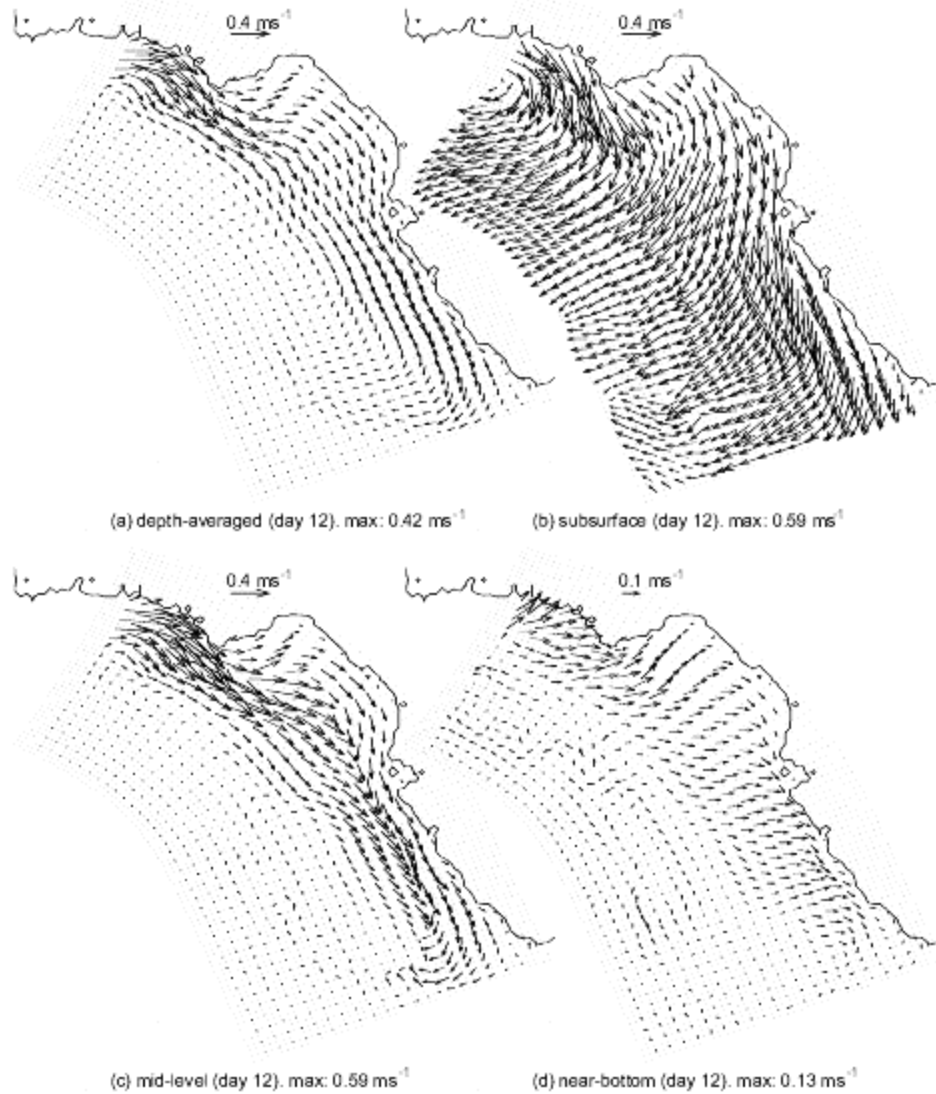 0.4 ms-1
0.4 ms-1
(a) depth-averaged (day 12). max: 0.42 ms-1
(b) subsurface (day 12). max: 0.59 ms-1
0.4 ms-1
0.1 ms-1
(c) mid-level (day 12). max: 0.59 ms-1
(d) near-bottom (day 12). max: 0.13 ms-1